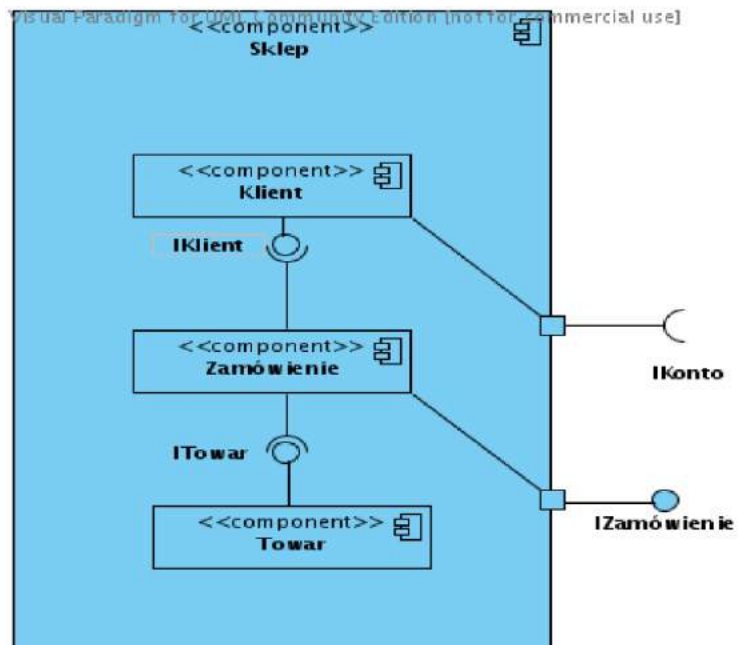 Visual Paradigm for UML Community Edition [not for commercial use]
<<component>>
Sklep
<<component>>
Klient
IKlient
<<component>>
Zamówienie
IKonto
ITowar
IZamówienie
<<component>>
Towar